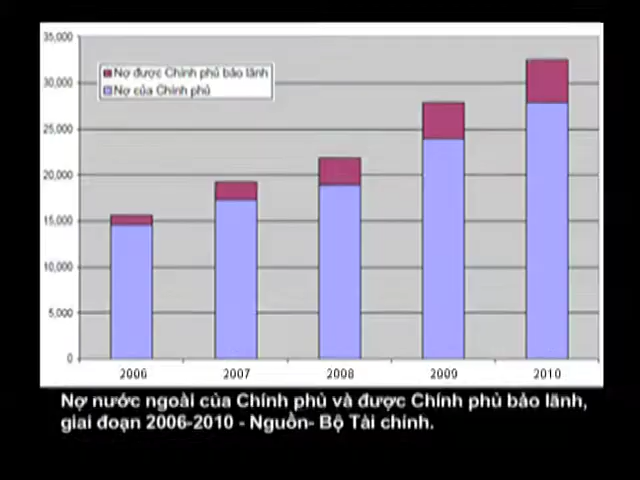 35,000
Nợ được Chính phủ bảo lãnh
30,000
Nợ của Chính phủ
25,000
20,000
15,000
10,000
5,000
0
2006 2007 2008 2009 2010
Nợ nước ngoài của Chính phủ và được Chính phủ bảo lãnh,
giai đoạn 2006-2010 - Nguồn- Bộ Tài chính.